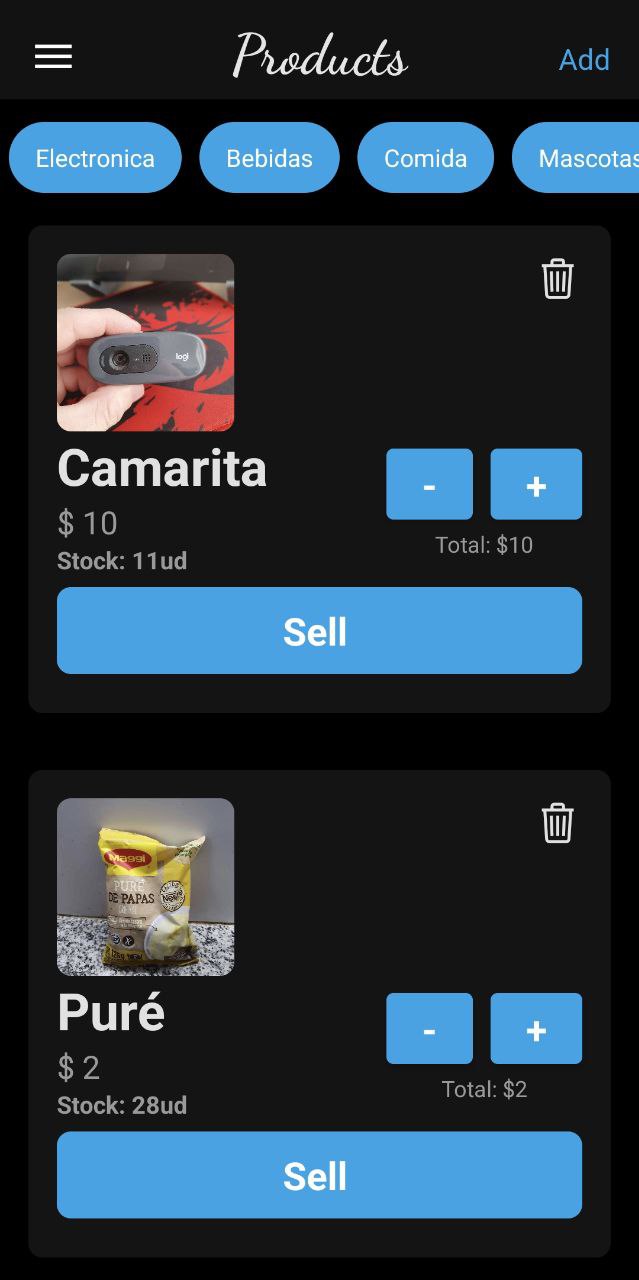 Products
Add
Electronica
Bebidas
Comida
Mascotas
logi
Camarita
-
+
$ 10
Total: $10
Stock: 11ud
Sell
Maggi
PURÉ
DE PAPAS
Puré
-
+
$ 2
Total: $2
Stock: 28ud
Sell